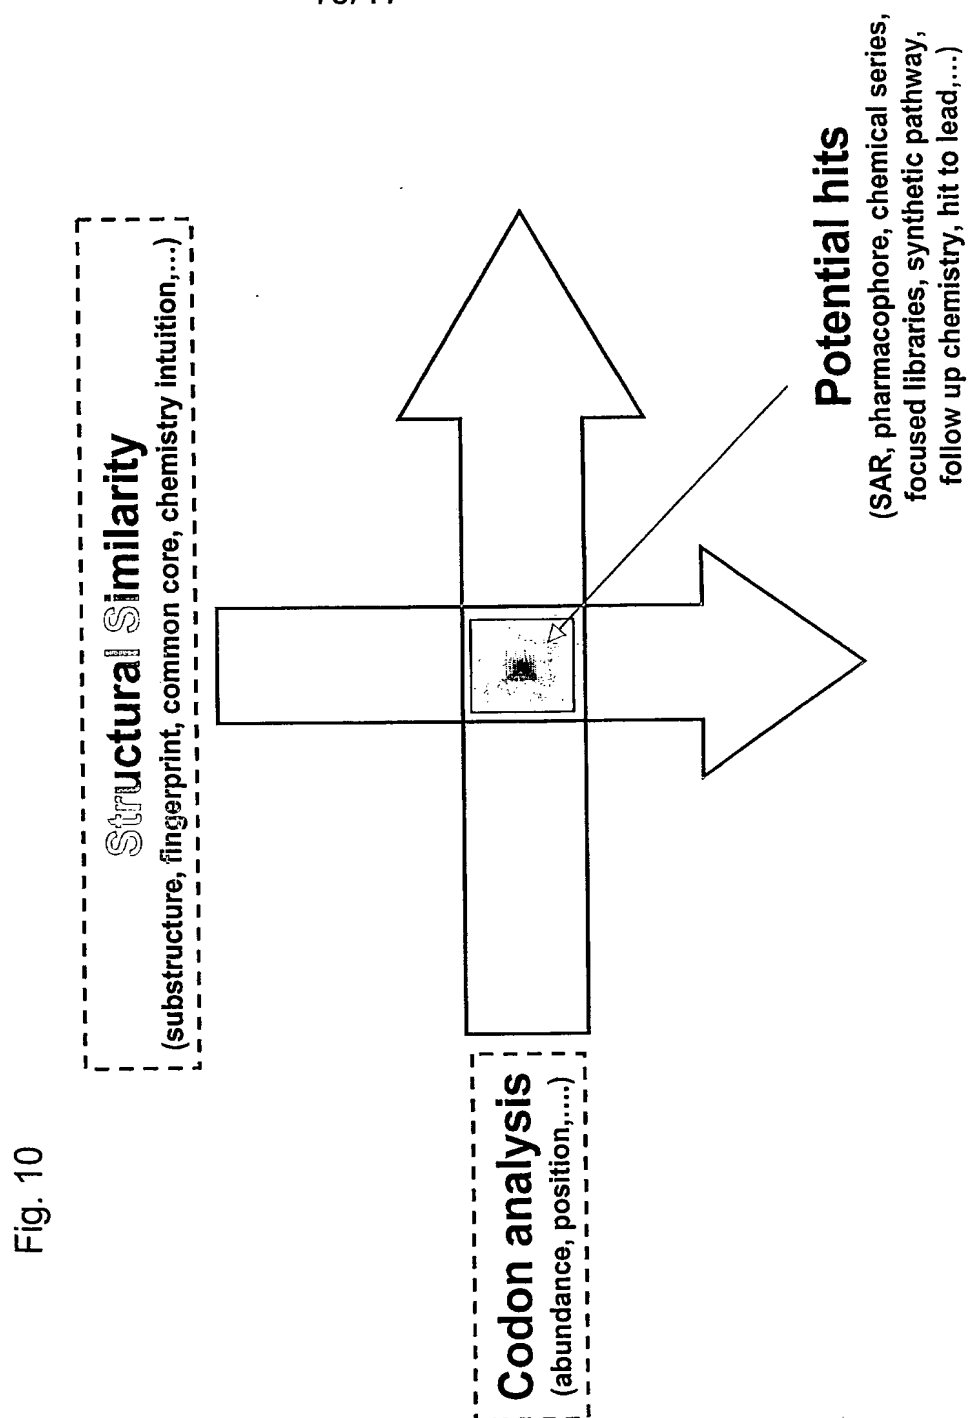 Fig. 10
Structural Similarity
(substructure, fingerprint, common core, chemistry intuition,...)
Codon analysis
(abundance, position,....)
Potential hits
(SAR, pharmacophore, chemical series,
focused libraries, synthetic pathway,
follow up chemistry, hit to lead,...)